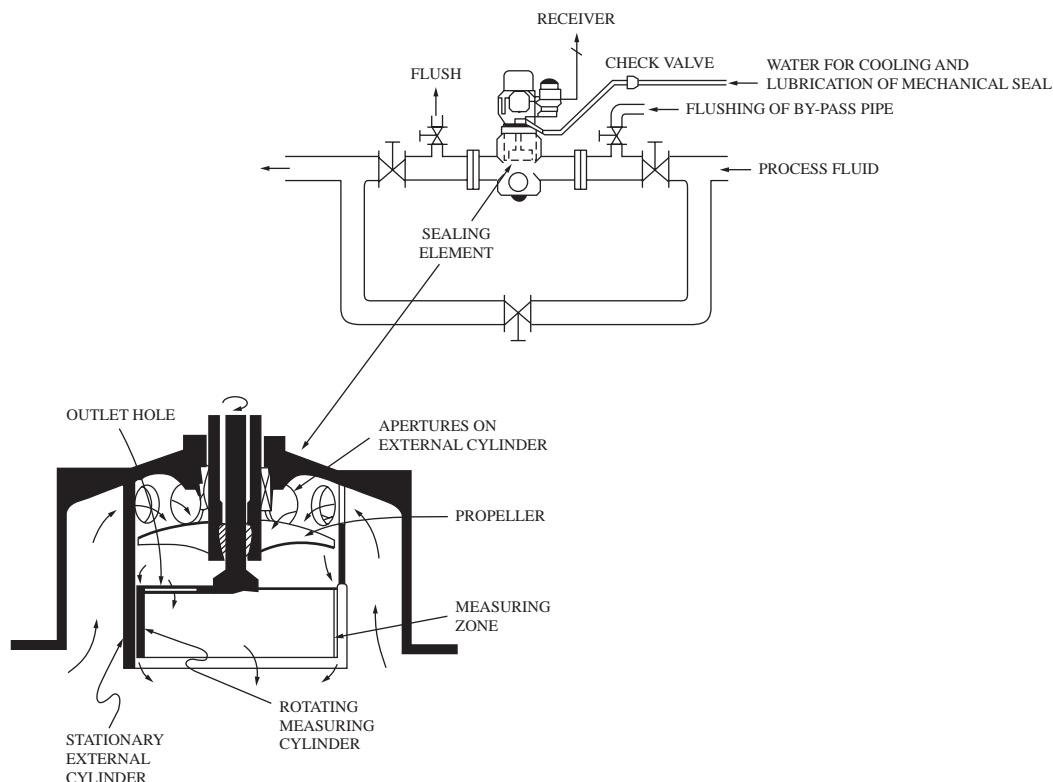 RECEIVER
CHECK VALVE
WATER FOR COOLING AND
LUBRICATION OF MECHANICAL SEAL
FLUSH
FLUSHING OF BY-PASS PIPE
PROCESS FLUID
SEALING
ELEMENT
OUTLET HOLE
APERTURES ON
EXTERNAL CYLINDER
PROPELLER
MEASURING
ZONE
ROTATING
MEASURING
CYLINDER
STATIONARY
EXTERNAL
CYLINDER